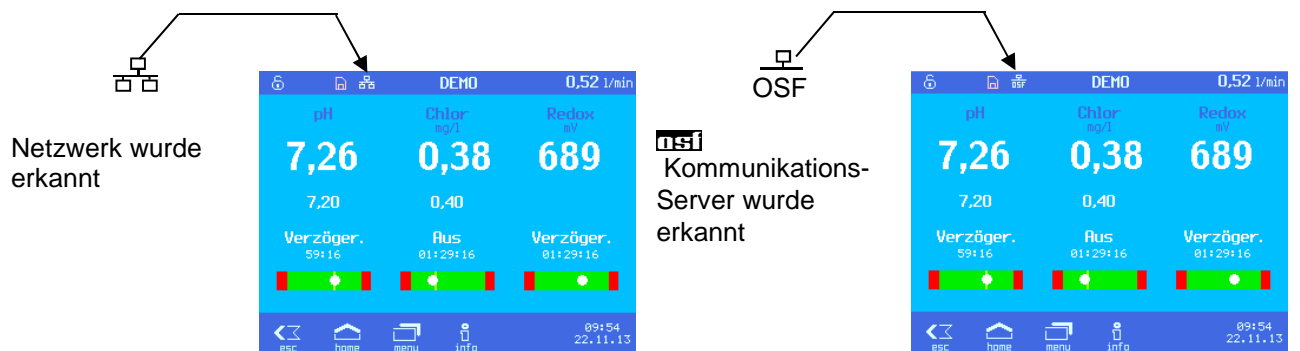 Netzwerk wurde
erkannt
DEMO 0,52 l/min
pH Chlor Redox
mg/l mV
7,26 0,38 689
7,20 0,40
Verzöger. Aus Verzöger.
59:16 01:29:16 01:29:16
esc home menu info
09:54
22.11.13
OSF
osf
Kommunikations-
Server wurde
erkannt
OSF DEMO 0,52 l/min
pH Chlor Redox
mg/l mV
7,26 0,38 689
7,20 0,40
Verzöger. Aus Verzöger.
59:16 01:29:16 01:29:16
esc home menu info
09:54
22.11.13